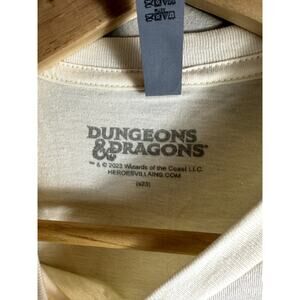 DUNGEONS
& DRAGONS
™ & © 2023 Wizards of the Coast LLC.
HEROESVILLAINS.COM
(s23)